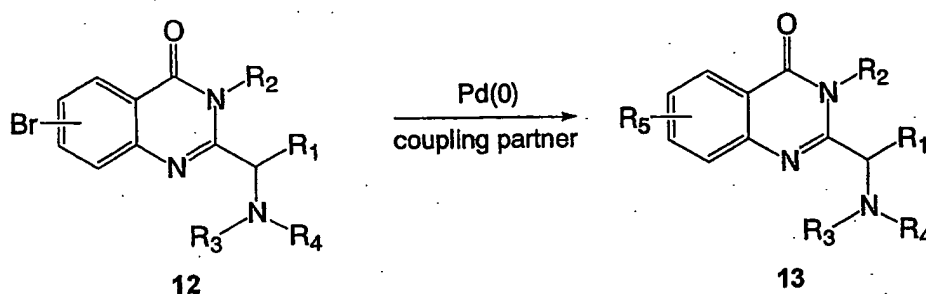 O
R₂
N
Br
N
R₁
N
R₃
R₄
12
Pd(0)
coupling partner
O
R₂
N
R₅
N
R₁
N
R₃
R₄
13